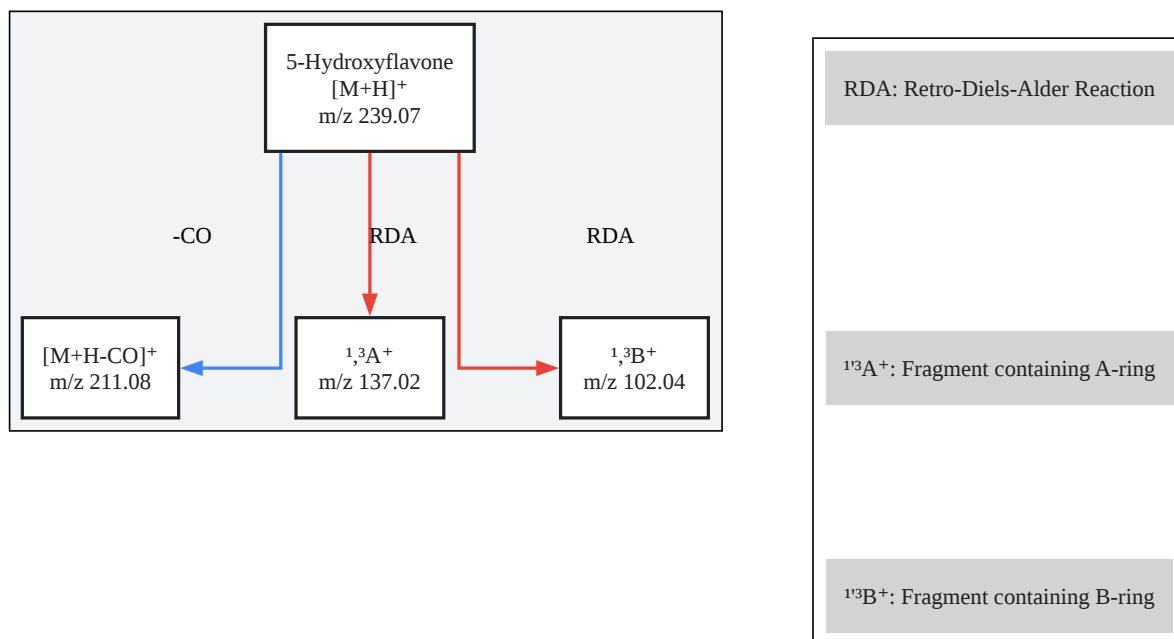 5-Hydroxyflavone
[M+H]⁺
m/z 239.07
-CO
RDA
RDA
[M+H-CO]⁺
m/z 211.08
¹,³A⁺
m/z 137.02
¹,³B⁺
m/z 102.04
RDA: Retro-Diels-Alder Reaction
¹'³A⁺: Fragment containing A-ring
¹'³B⁺: Fragment containing B-ring